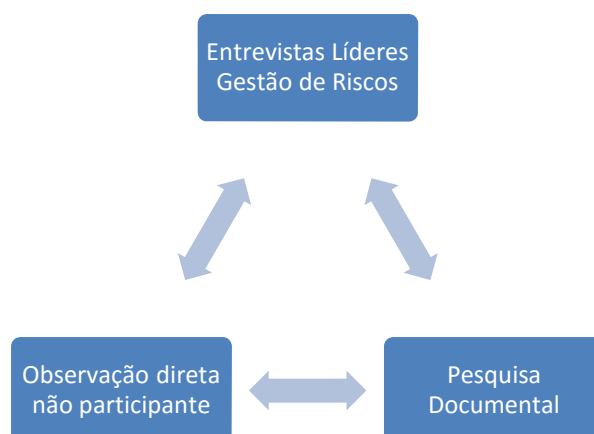 Entrevistas Líderes
Gestão de Riscos
Observação direta
não participante
Pesquisa
Documental